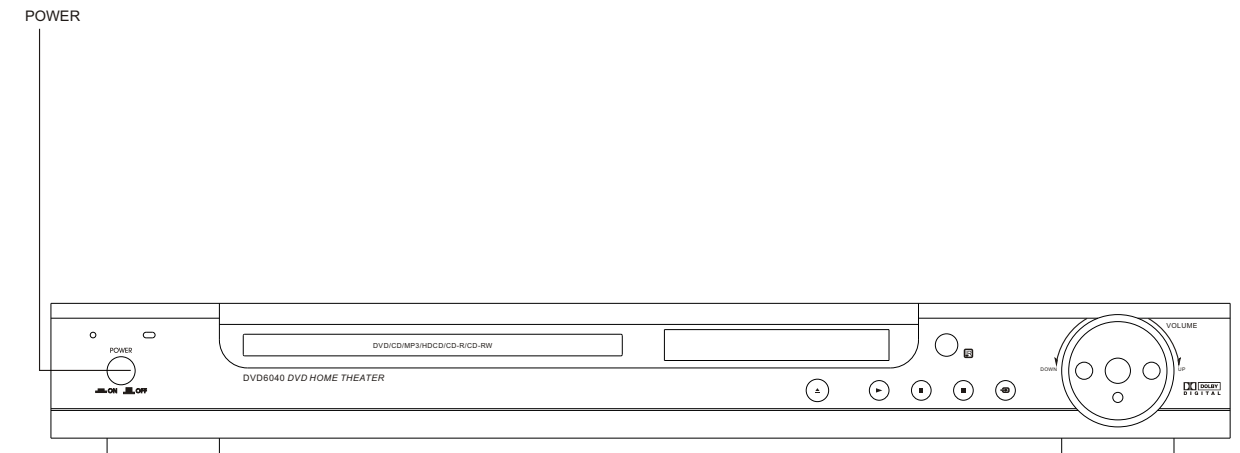 POWER
VOLUME
POWER
DVD/CD/MP3/HDCD/CD-R/CD-RW
DOWN
UP
DVD6040 DVD HOME THEATER
ON OFF
DOLBY
DIGITAL